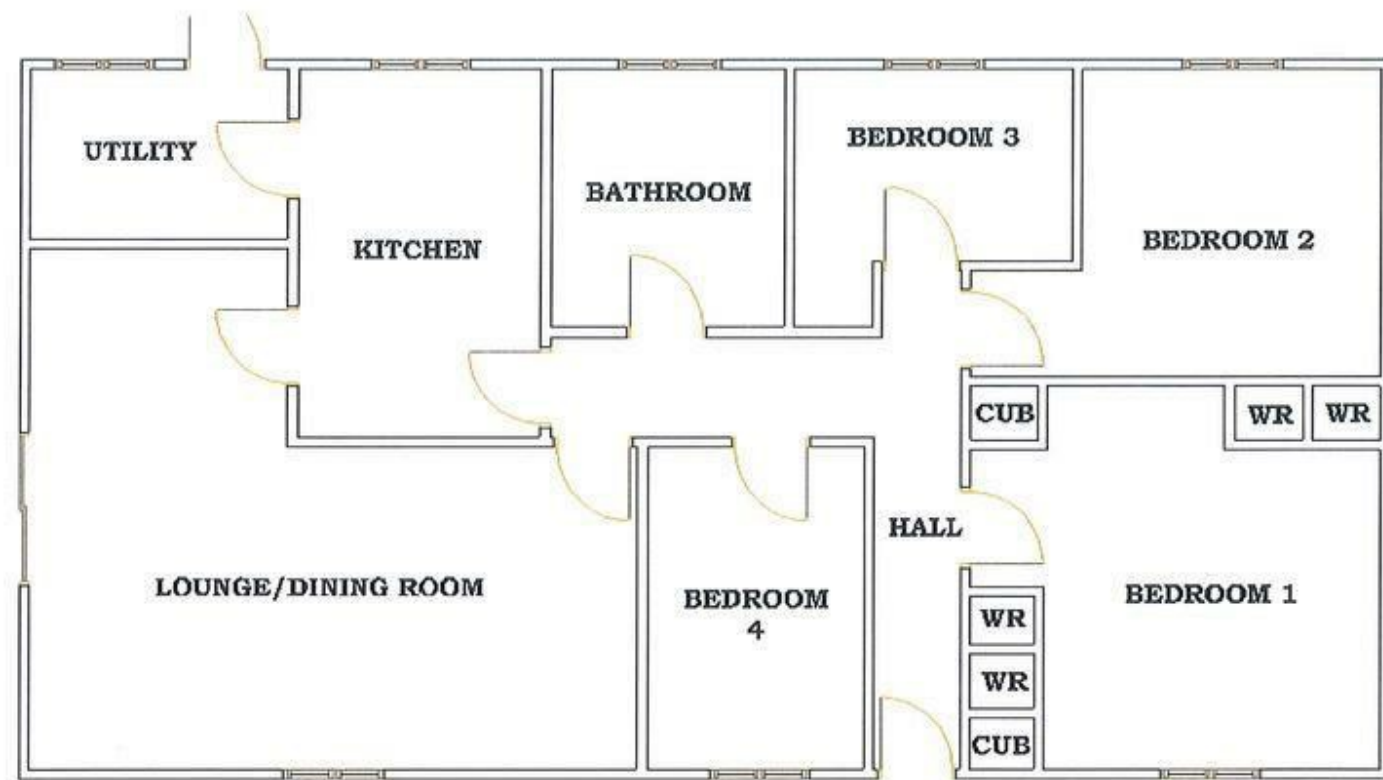 UTILITY
KITCHEN
BATHROOM
BEDROOM 3
BEDROOM 2
CUB
WR
WR
LOUNGE/DINING ROOM
BEDROOM
4
HALL
BEDROOM 1
WR
WR
CUB